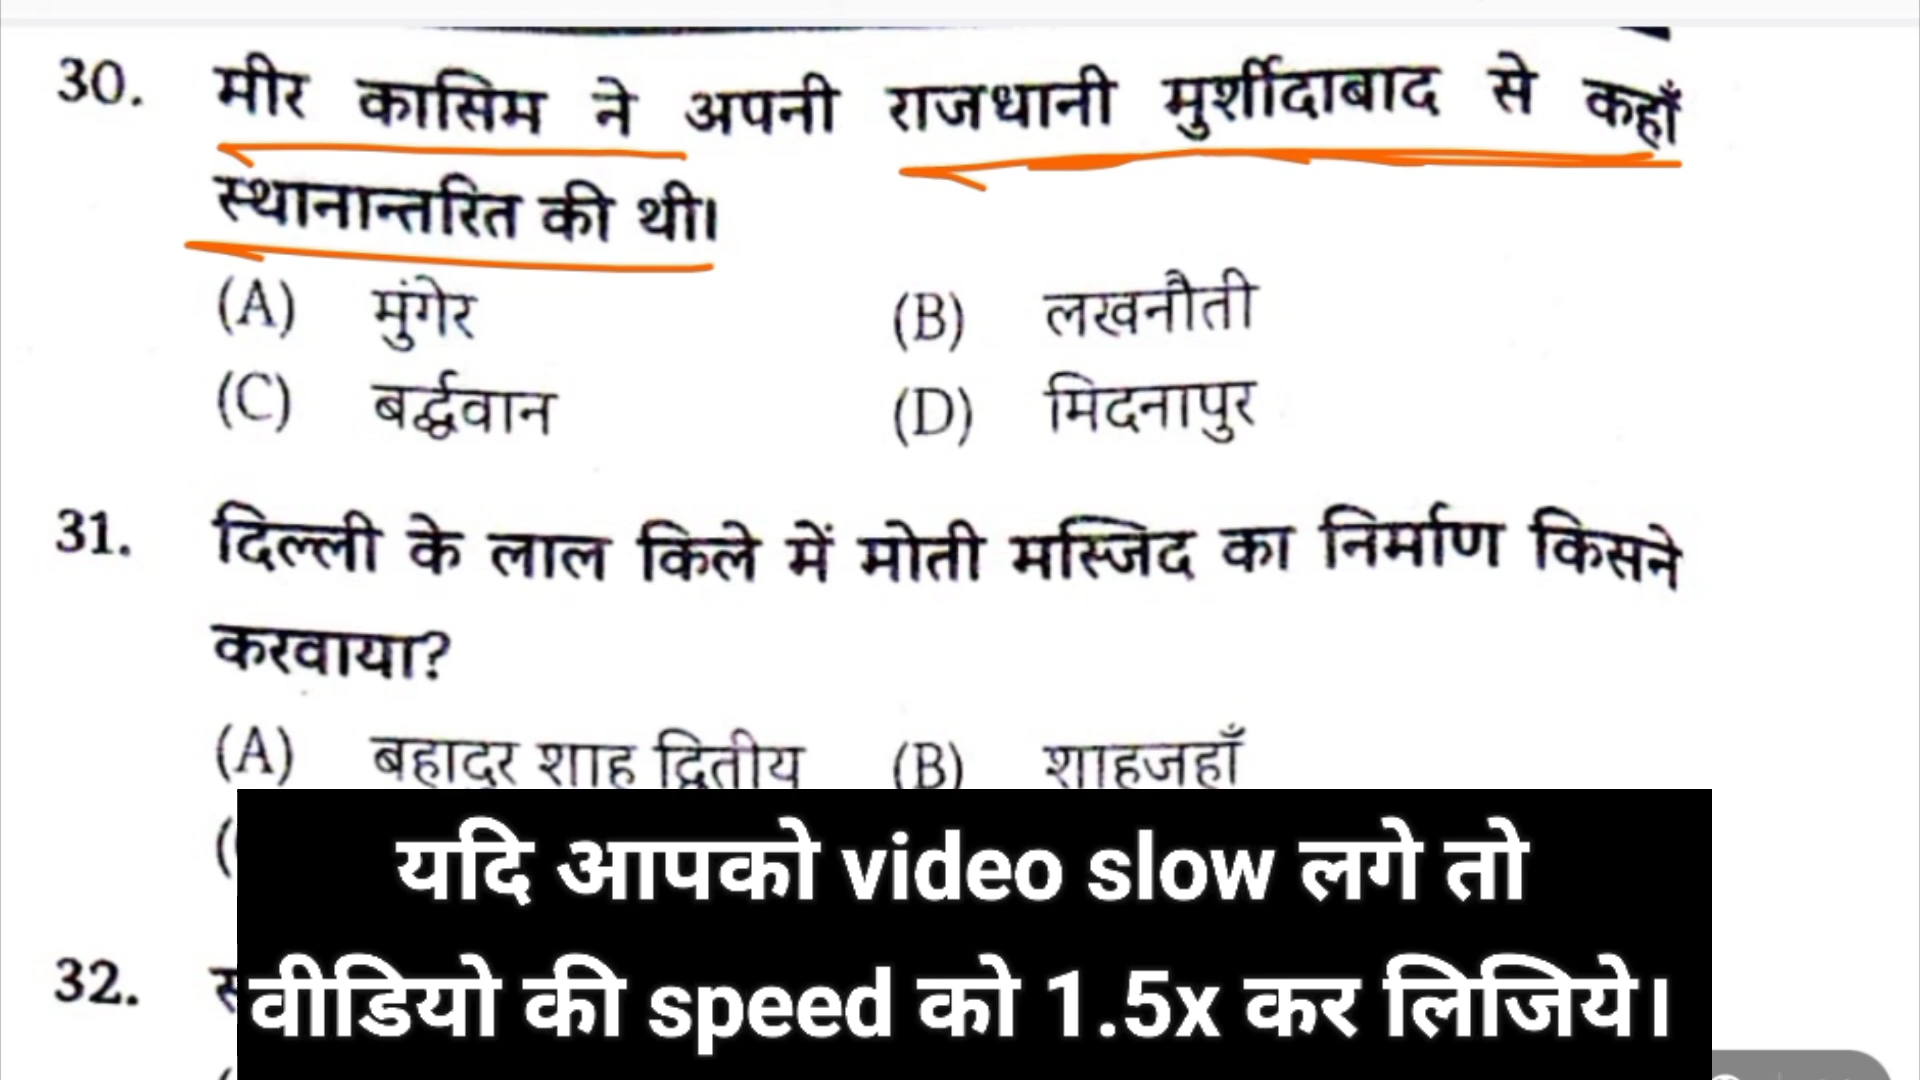 30. मीर कासिम ने अपनी राजधानी मुर्शीदाबाद से कहाँ
स्थानान्तरित की थी।
(A) मुंगेर (B) लखनौती
(C) बर्द्धवान (D) मिदनापुर
31. दिल्ली के लाल किले में मोती मस्जिद का निर्माण किसने
करवाया?
(A) बहादुर शाह द्वितीय (B) शाहजहाँ
यदि आपको video slow लगे तो
32.
वीडियो की speed को 1.5x कर लिजिये।